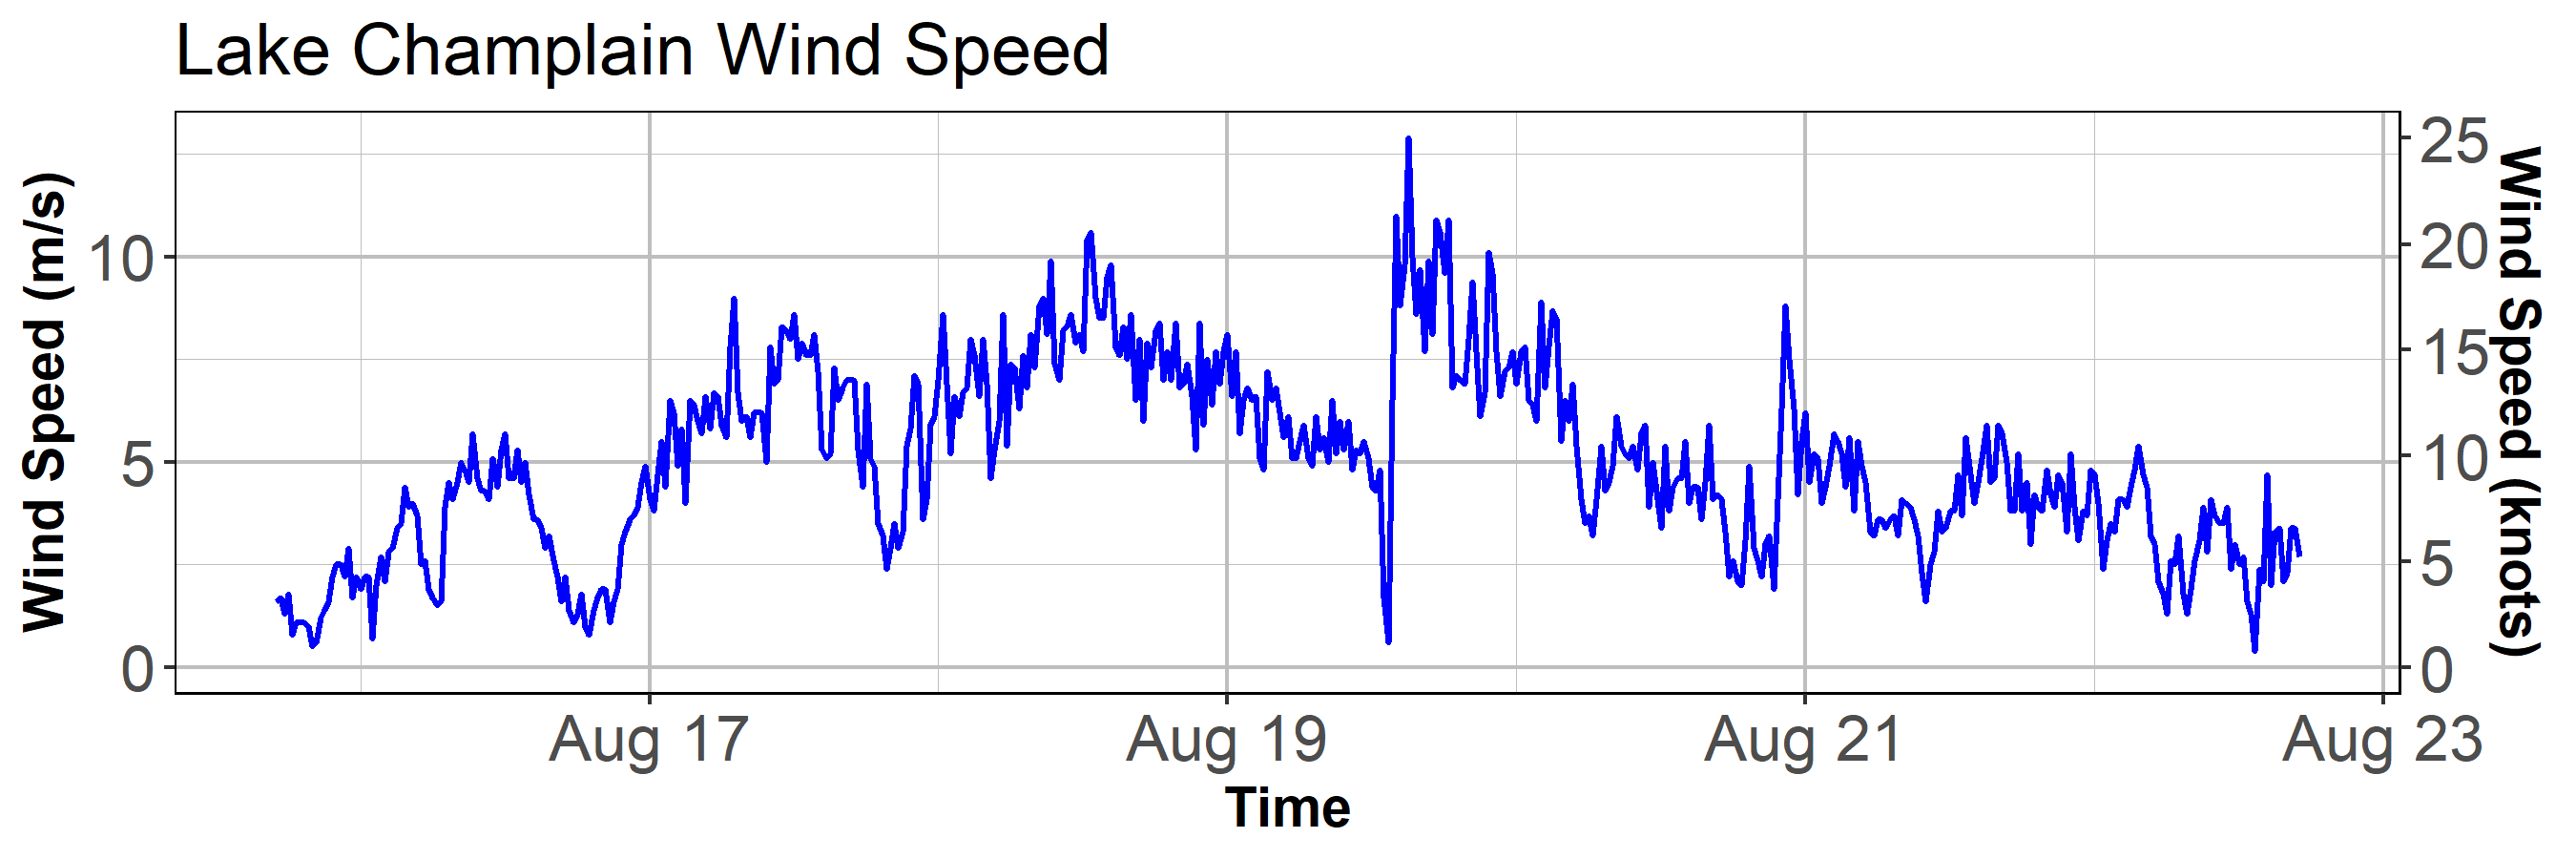 Lake Champlain Wind Speed
Wind Speed (m/s)
10
5
0
25
20
15
10
5
0
Wind Speed (knots)
Aug 17
Aug 19
Aug 21
Aug 23
Time